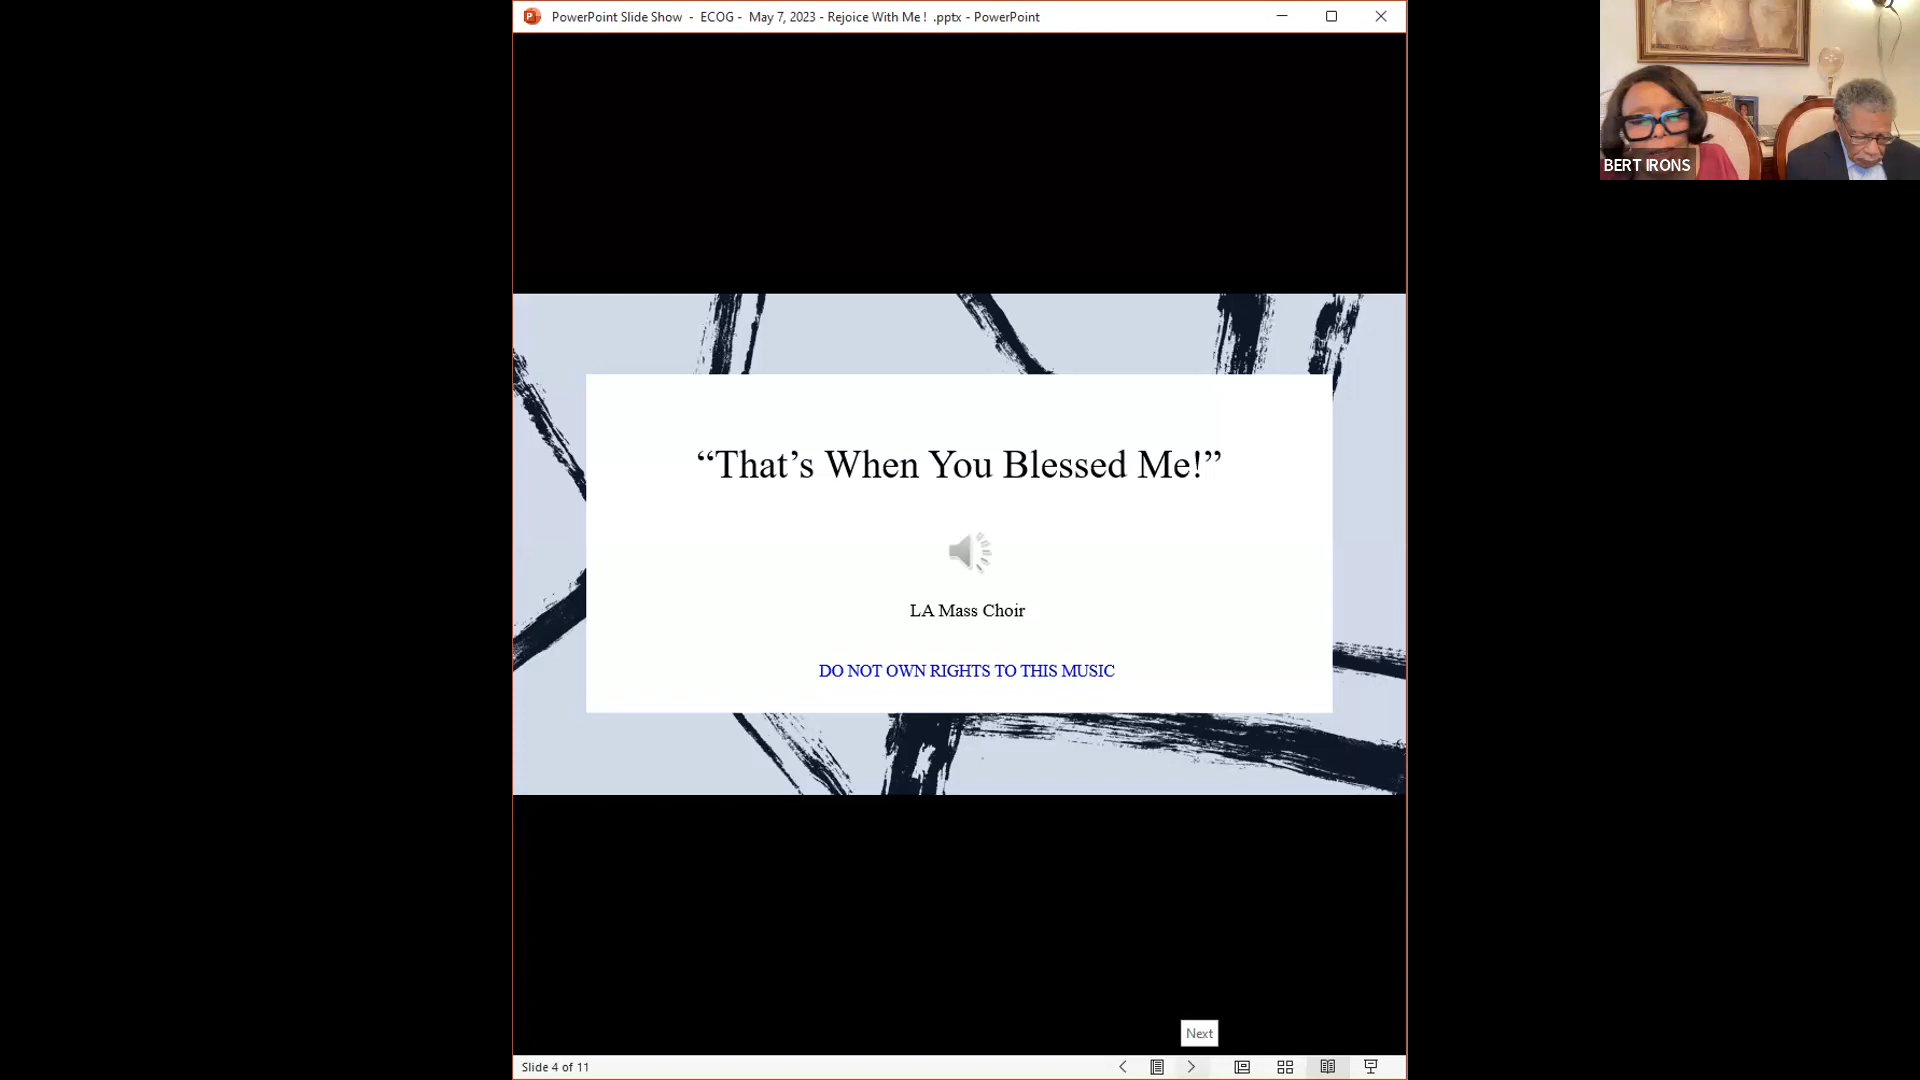 PowerPoint Slide Show - ECOG - May 7, 2023 - Rejoice With Me ! .pptx - PowerPoint
BERT IRONS
“That’s When You Blessed Me!”
LA Mass Choir
DO NOT OWN RIGHTS TO THIS MUSIC
Next
Slide 4 of 11